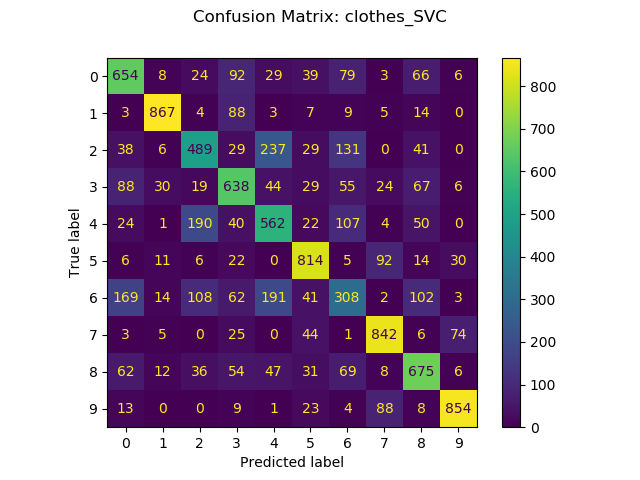 Confusion Matrix: clothes_SVC
0 654 8 24 92 29 39 79 3 66 6
1 3 867 4 88 3 7 9 5 14 0
2 38 6 489 29 237 29 131 0 41 0
3 88 30 19 638 44 29 55 24 67 6
4 24 1 190 40 562 22 107 4 50 0
5 6 11 6 22 0 814 5 92 14 30
6 169 14 108 62 191 41 308 2 102 3
7 3 5 0 25 0 44 1 842 6 74
8 62 12 36 54 47 31 69 8 675 6
9 13 0 0 9 1 23 4 88 8 854
0 1 2 3 4 5 6 7 8 9
Predicted label
True label
800
700
600
500
400
300
200
100
0